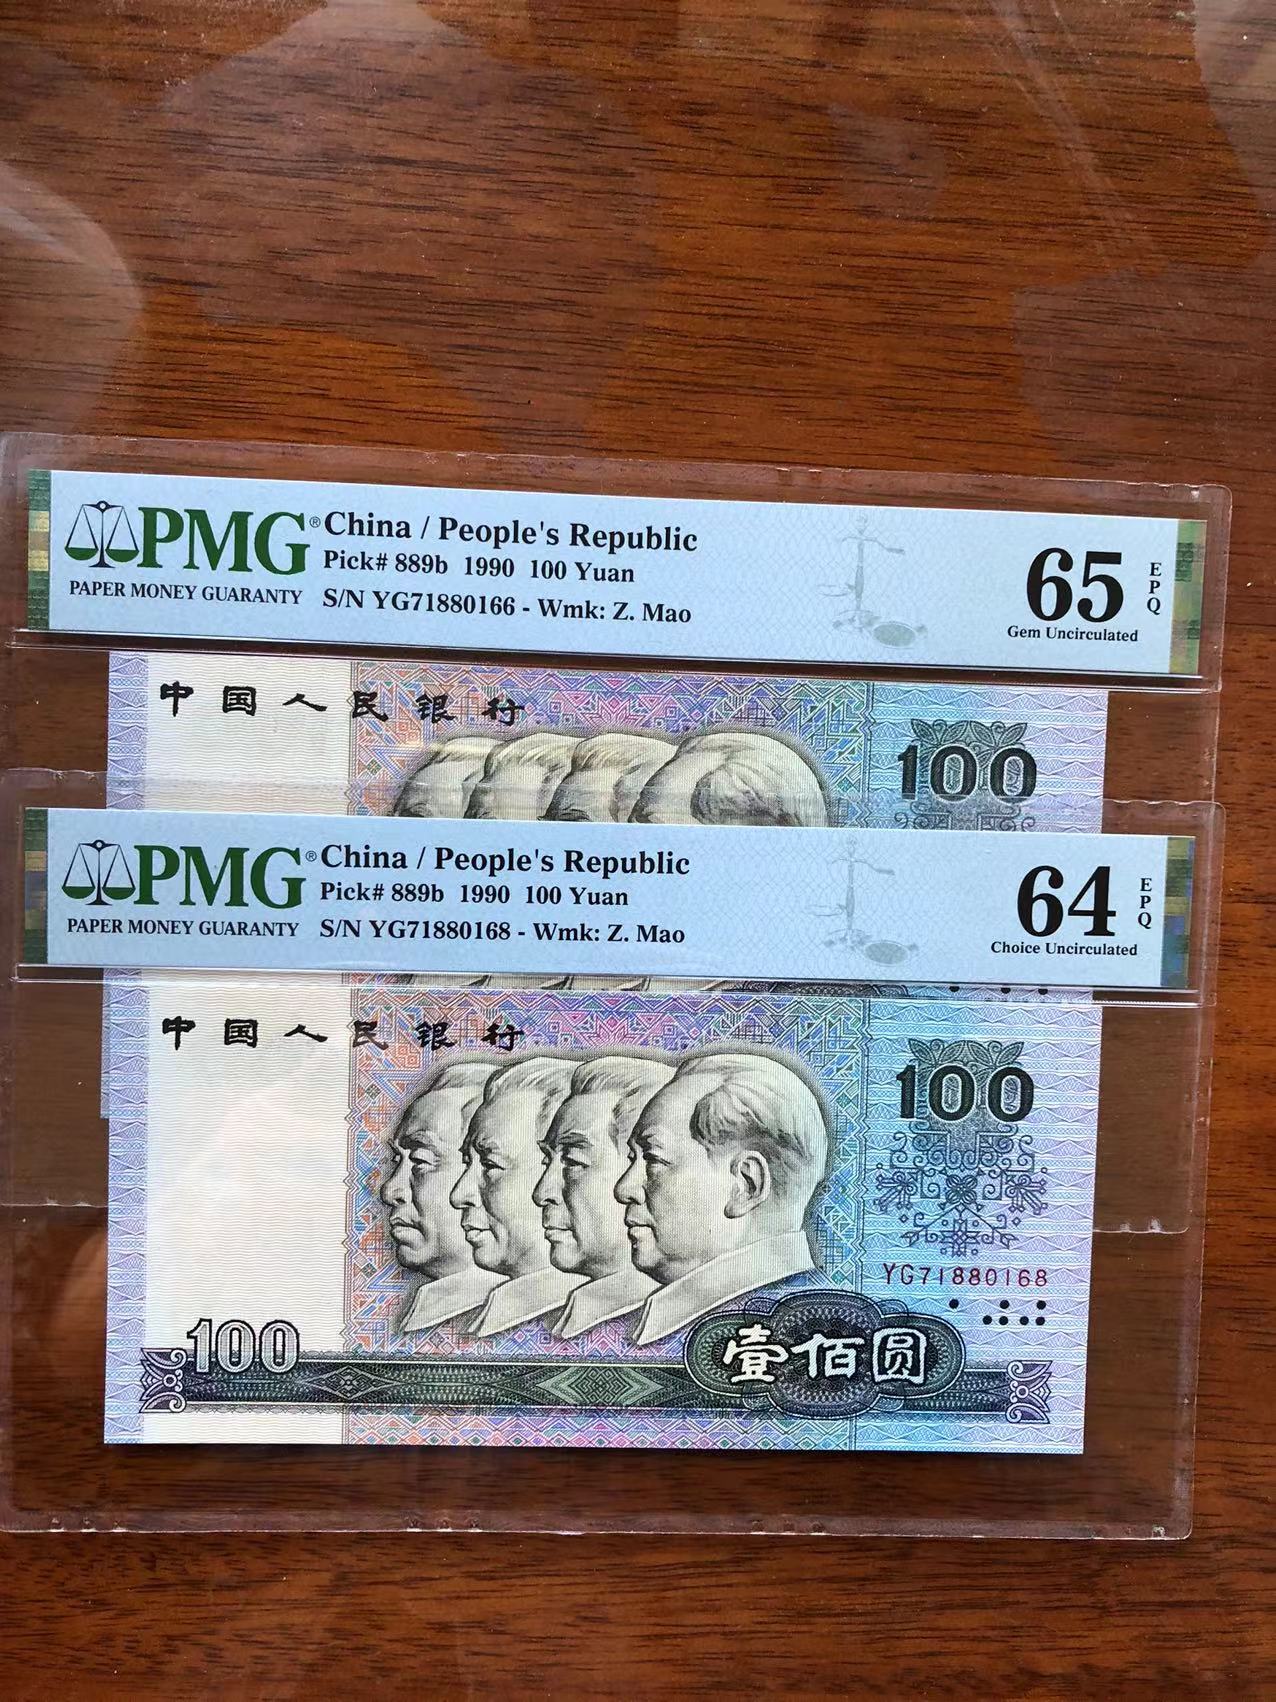 PMG® China / People's Republic
Pick# 889b 1990 100 Yuan
PAPER MONEY GUARANTY S/N YG71880166 - Wmk: Z. Mao
65 EPQ
Gem Uncirculated
中国人民银行
100
PMG® China / People's Republic
Pick# 889b 1990 100 Yuan
PAPER MONEY GUARANTY S/N YG71880168 - Wmk: Z. Mao
64 EPQ
Choice Uncirculated
中国人民银行
100
YG71880168
100
壹佰圆